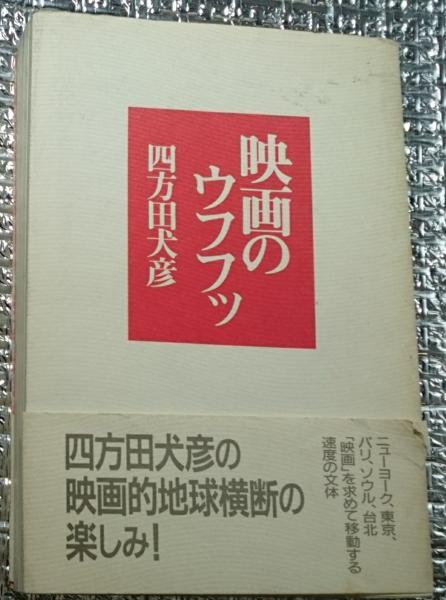 映画の
ウフフッ
四方田犬彦
ニューヨーク、東京、
パリ、ソウル、台北
「映画」を求めて移動する
速度の文体
四方田犬彦の
映画的地球横断の
楽しみ!